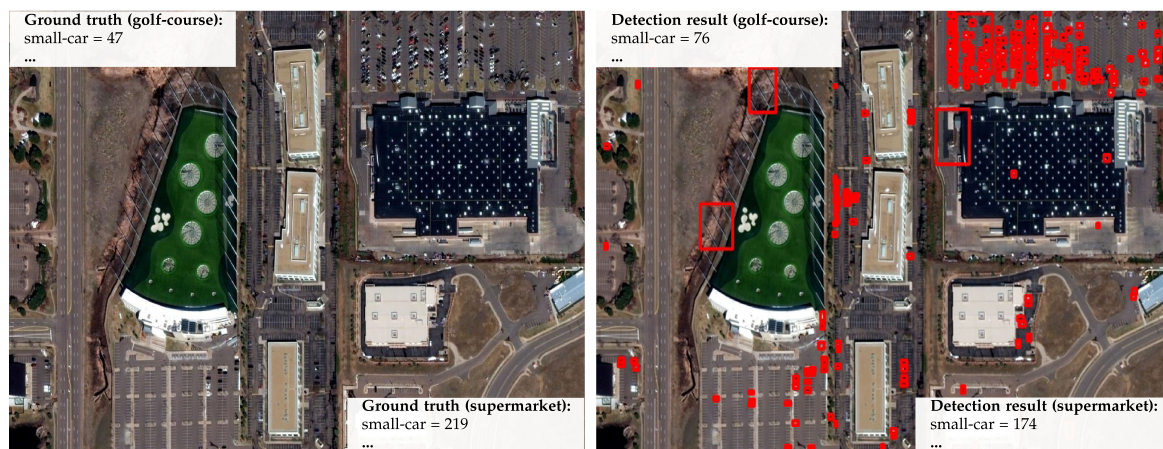 Ground truth (golf-course):
small-car = 47
...
Detection result (golf-course):
small-car = 76
...
Ground truth (supermarket):
small-car = 219
...
Detection result (supermarket):
small-car = 174
...